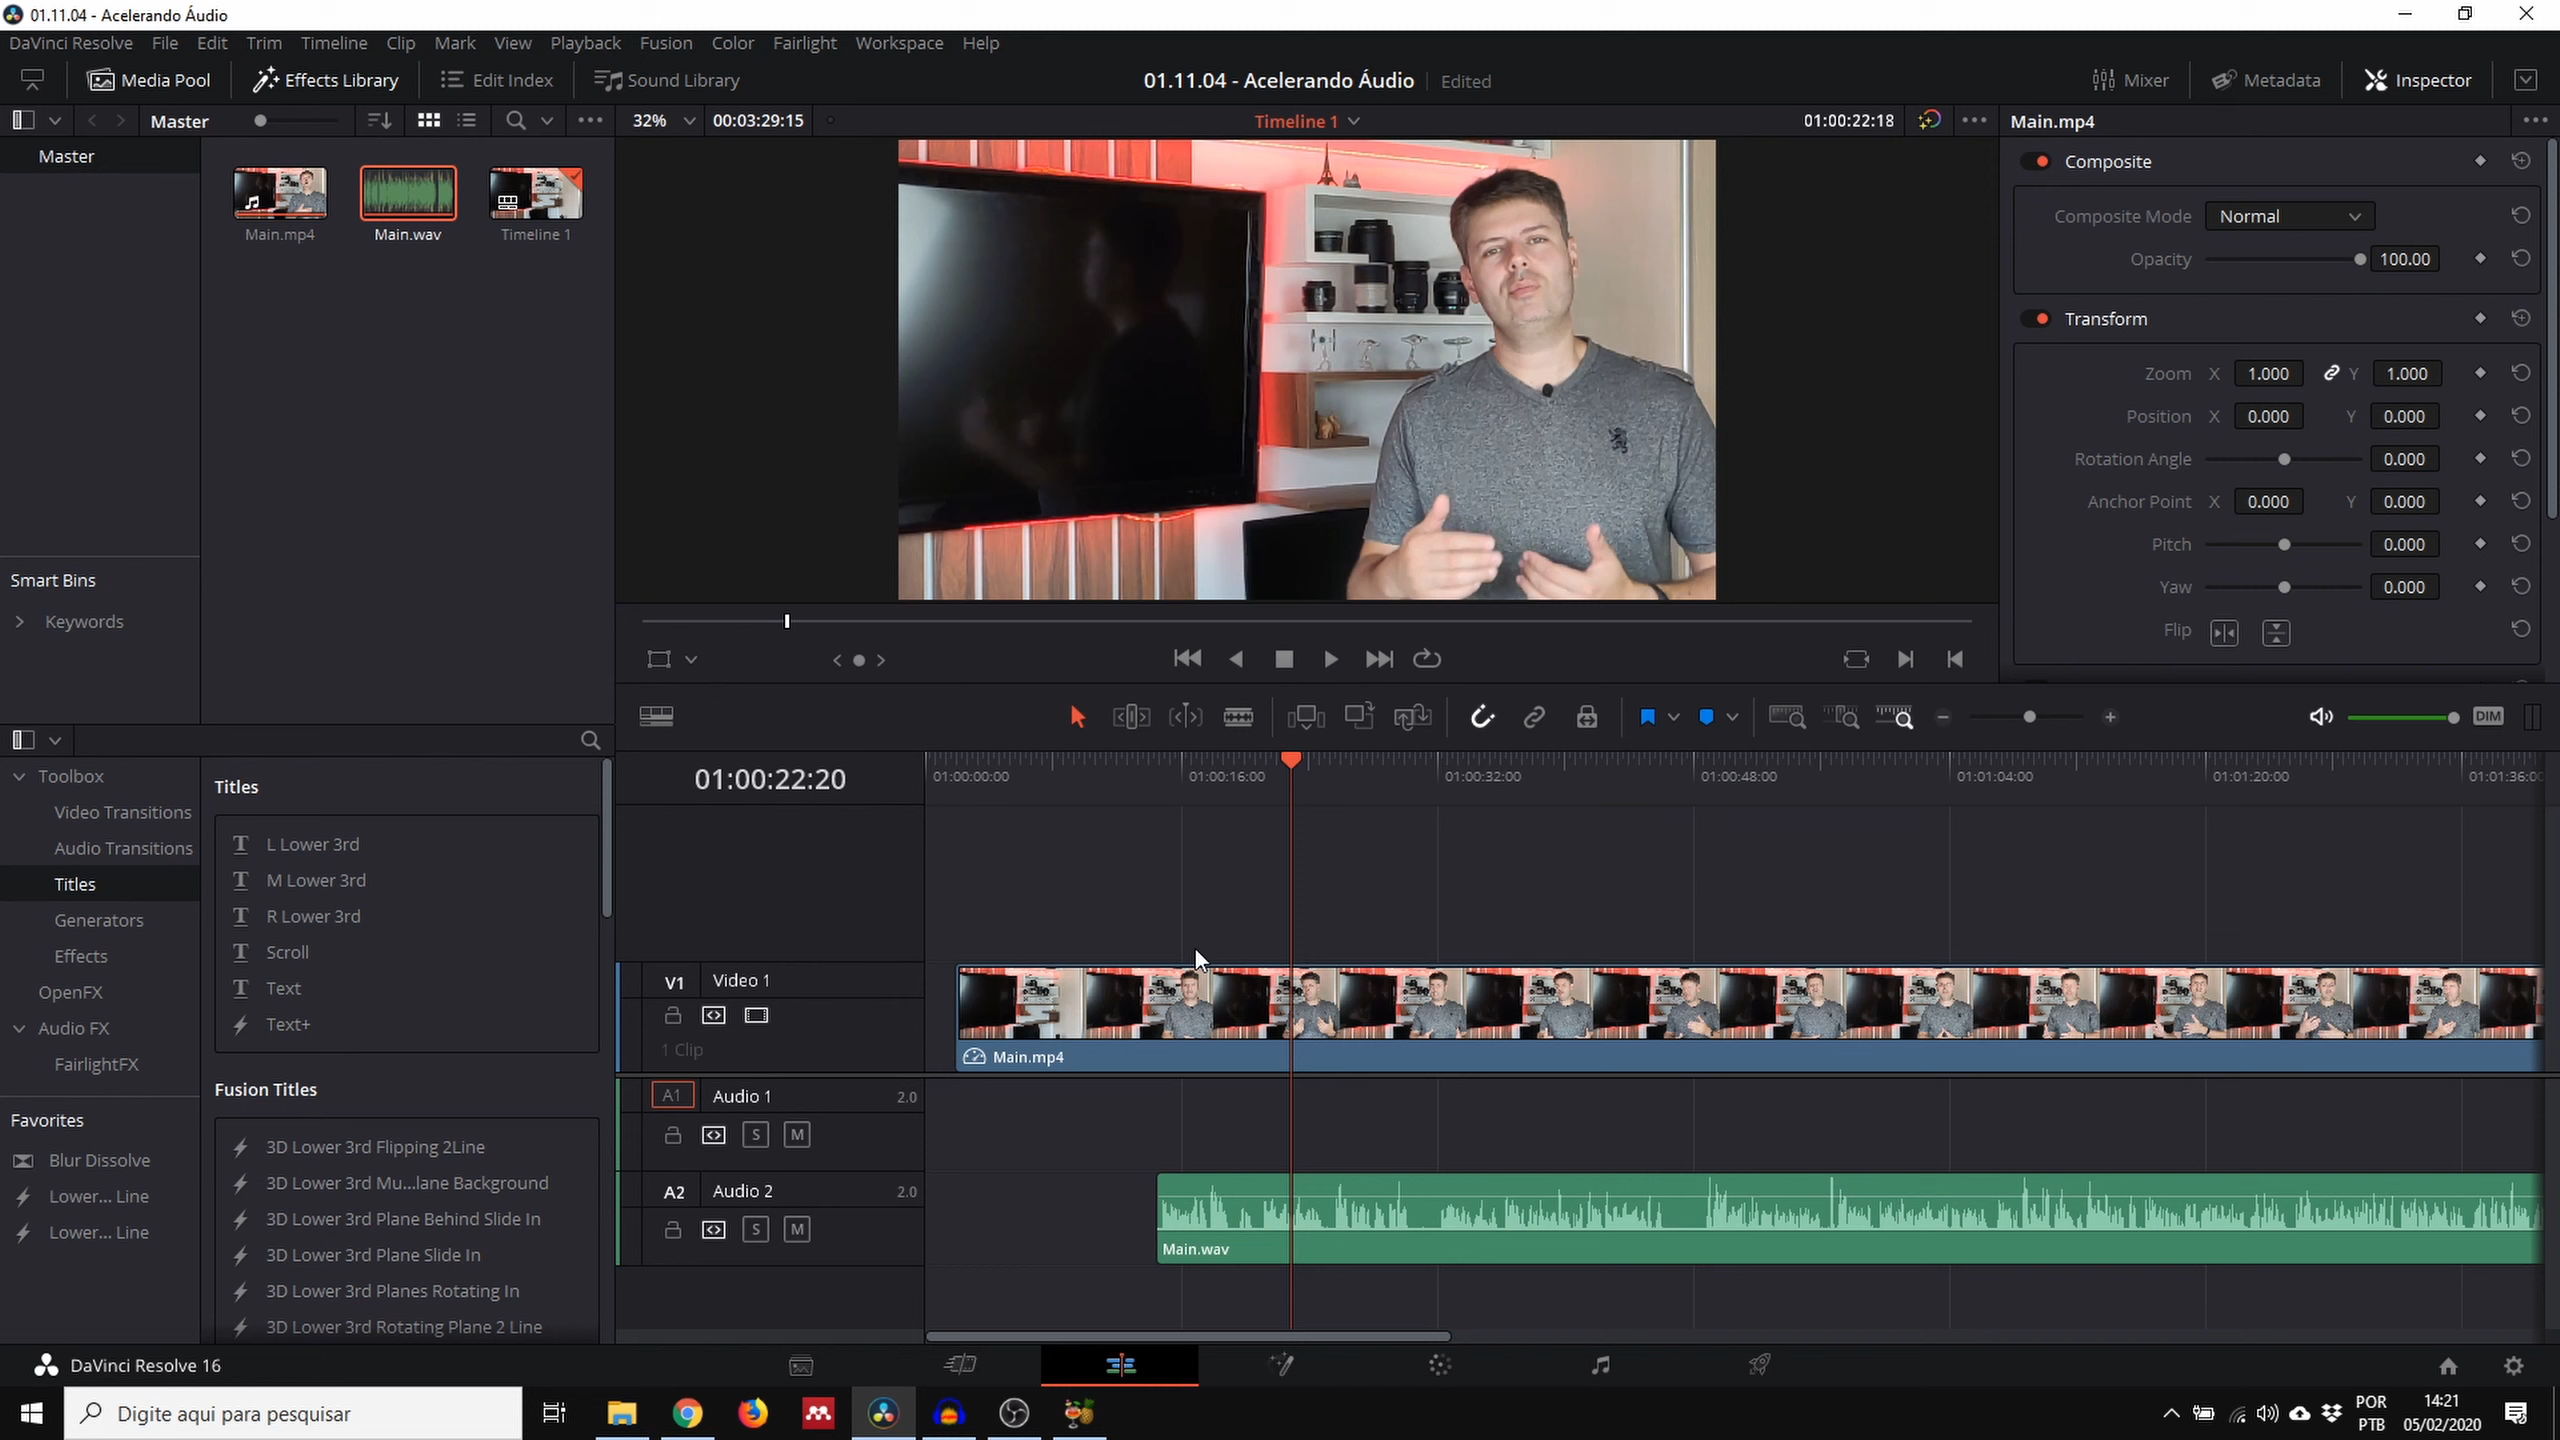 01.11.04 - Acelerando Áudio
DaVinci Resolve File Edit Trim Timeline Clip Mark View Playback Fusion Color Fairlight Workspace Help
Media Pool Effects Library Edit Index Sound Library 01.11.04 - Acelerando Áudio Edited Mixer Metadata Inspector
Master 32% 00:03:29:15 Timeline 1 01:00:22:18 Main.mp4
Master
Main.mp4 Main.wav Timeline 1
Composite
Composite Mode Normal
Opacity 100.00
Transform
Zoom X 1.000 Y 1.000
Position X 0.000 Y 0.000
Rotation Angle 0.000
Anchor Point X 0.000 Y 0.000
Pitch 0.000
Yaw 0.000
Flip
Smart Bins
Keywords
DIM
Toolbox
Video Transitions
Audio Transitions
Titles
Generators
Effects
OpenFX
Audio FX
FairlightFX
Favorites
Blur Dissolve
Lower... Line
Lower... Line
Titles
L Lower 3rd
M Lower 3rd
R Lower 3rd
Scroll
Text
Text+
Fusion Titles
3D Lower 3rd Flipping 2Line
3D Lower 3rd Mu...lane Background
3D Lower 3rd Plane Behind Slide In
3D Lower 3rd Plane Slide In
3D Lower 3rd Planes Rotating In
3D Lower 3rd Rotating Plane 2 Line
01:00:22:20
01:00:00:00 01:00:16:00 01:00:32:00 01:00:48:00 01:01:04:00 01:01:20:00 01:01:36:00
V1 Video 1
1 Clip
Main.mp4
A1 Audio 1 2.0
S M
A2 Audio 2 2.0
S M
Main.wav
DaVinci Resolve 16
Digite aqui para pesquisar
POR
PTB
14:21
05/02/2020